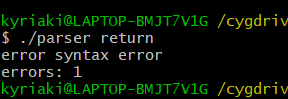 kyriaki@LAPTOP-BMJT7V1G /cygdriv
$ ./parser return
error syntax error
errors: 1
kyriaki@LAPTOP-BMJT7V1G /cygdriv